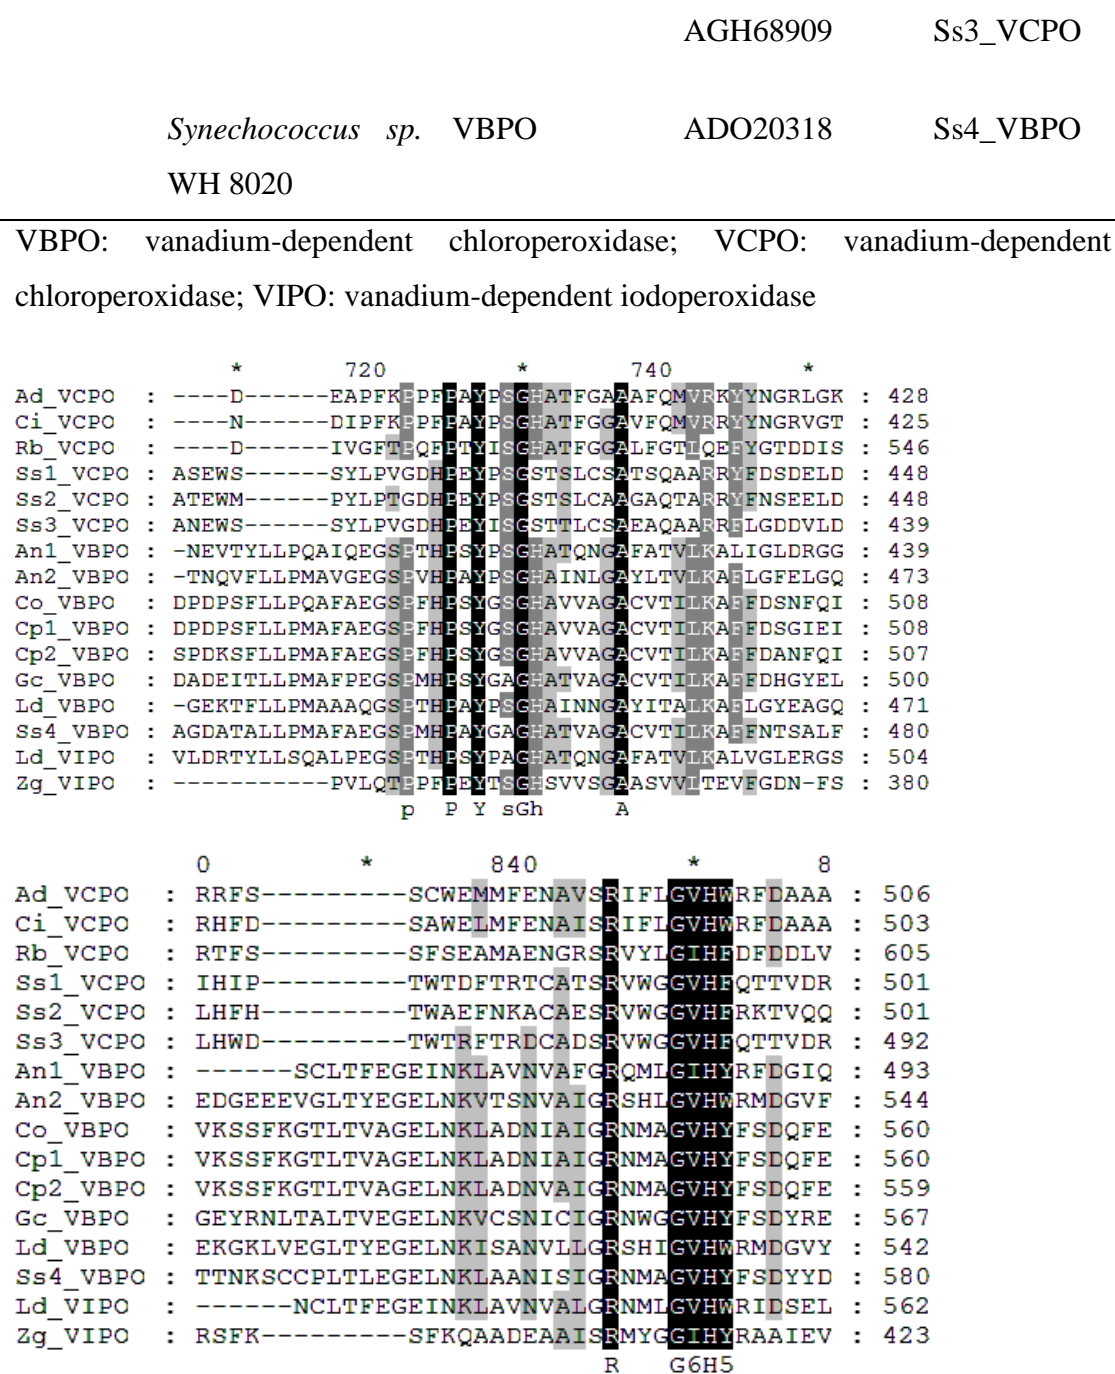 AGH68909 Ss3_VCPO
Synechococcus sp. VBPO ADO20318 Ss4_VBPO
WH 8020
VBPO: vanadium-dependent chloroperoxidase; VCPO: vanadium-dependent
chloroperoxidase; VIPO: vanadium-dependent iodoperoxidase
* 720 * 740 *
Ad_VCPO : ----D------EAPFKPPFPAYPSGHATFGAAAFQMVRKYYNGRLGK : 428
Ci_VCPO : ----N------DIPFKPPFPAYPSGHATFGGAVFQMVRRYYNGRVGT : 425
Rb_VCPO : ----D------IVGFTPQFPTYISGHATFGGALFGTLQEFYGTDDIS : 546
Ss1_VCPO : ASEWS------SYLPVGDHPEYPSGSTSLCSATSQAARRYFDSDELD : 448
Ss2_VCPO : ATEWM------PYLPTGDHPEYPSGSTSLCAAGAQTARRYFNSEELD : 448
Ss3_VCPO : ANEWS------SYLPVGDHPEYISGSTTLCSAEAQAARRFLGDDVLD : 439
An1_VBPO : -NEVTYLLPQAIQEGSPTHPSYPSGHATQNGAFATVLKALIGLDRGG : 439
An2_VBPO : -TNQVFLLPMAVGEGSPVHPAYPSGHAINLGAYLTVLKAFLGFELGQ : 473
Co_VBPO : DPDPSFLLPQAFAEGSPFHPSYGSGHAVVAGACVTILKAFFDSNFQI : 508
Cp1_VBPO : DPDPSFLLPMAFAEGSPFHPSYGSGHAVVAGACVTILKAFFDSGIEI : 508
Cp2_VBPO : SPDKSFLLPMAFAEGSPFHPSYGSGHAVVAGACVTILKAFFDANFQI : 507
Gc_VBPO : DADEITLLPMAFPEGSPMHPSYGAGHATVAGACVTILKAFFDHGYEL : 500
Ld_VBPO : -GEKTFLLPMAAAQGSPTHPAYPSGHAINNGAYITALKAFLGYEAGQ : 471
Ss4_VBPO : AGDATALLPMAFAEGSPMHPAYGAGHATVAGACVTILKAFFNTSALF : 480
Ld_VIPO : VLDRTYLLSQALPEGSPTHPSYPAGHATQNGAFATVLKALVGLERGS : 504
Zg_VIPO : -----------PVLQTPPFPEYTSGHSVVSGAASVVLTEVFGDN-FS : 380
p P Y sGh A
0 * 840 * 8
Ad_VCPO : RRFS---------SCWEMMFENAVSRIFLGVHWRFDAAA : 506
Ci_VCPO : RHFD---------SAWELMFENAISRIFLGVHWRFDAAA : 503
Rb_VCPO : RTFS---------SFSEAMAENGRSRVYLGIHFDFDDLV : 605
Ss1_VCPO : IHIP---------TWTDFTRTCATSRVWGGVHFQTTVDR : 501
Ss2_VCPO : LHFH---------TWAEFNKACAESRVWGGVHFRKTVQQ : 501
Ss3_VCPO : LHWD---------TWTRFTRDCADSRVWGGVHFQTTVDR : 492
An1_VBPO : ------SCLTFEGEINKLAVNVAFGRQMLGIHYRFDGIQ : 493
An2_VBPO : EDGEEEVGLTYEGELNKVTSNVAIGRSHLGVHWRMDGVF : 544
Co_VBPO : VKSSFKGTLTVAGELNKLADNIAIGRNMAGVHYFSDQFE : 560
Cp1_VBPO : VKSSFKGTLTVAGELNKLADNIAIGRNMAGVHYFSDQFE : 560
Cp2_VBPO : VKSSFKGTLTVAGELNKLADNVAIGRNMAGVHYFSDQFE : 559
Gc_VBPO : GEYRNLTALTVEGELNKVCSNICIGRNWGGVHYFSDYRE : 567
Ld_VBPO : EKGKLVEGLTYEGELNKISANVLLGRSHIGVHWRMDGVY : 542
Ss4_VBPO : TTNKSCCPLTLEGELNKLAANISIGRNMAGVHYFSDYYD : 580
Ld_VIPO : ------NCLTFEGEINKLAVNVALGRNMLGVHWRIDSEL : 562
Zg_VIPO : RSFK---------SFKQAADEAAISRMYGGIHYRAAIEV : 423
R G6H5